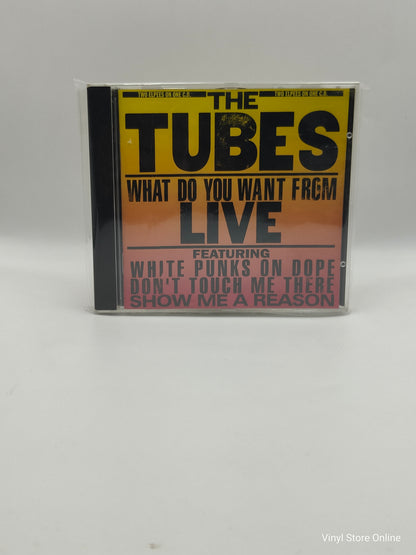 TWO ELPEES ON ONE C.D. TWO ELPEES ON ONE C.D.
THE
TUBES
WHAT DO YOU WANT FROM
LIVE
FEATURING
WHITE PUNKS ON DOPE
DON'T TOUCH ME THERE
SHOW ME A REASON
Vinyl Store Online